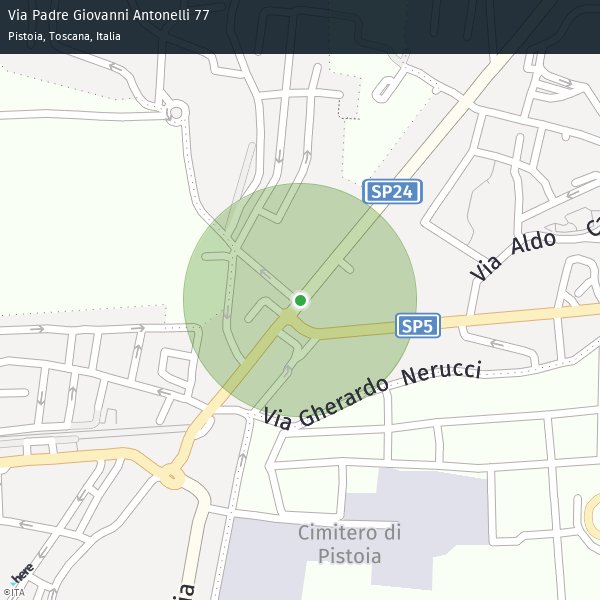 Via Padre Giovanni Antonelli 77
Pistoia, Toscana, Italia
SP24
Via Aldo
SP5
Via Gherardo Nerucci
Cimitero di
Pistoia
here
©ITA